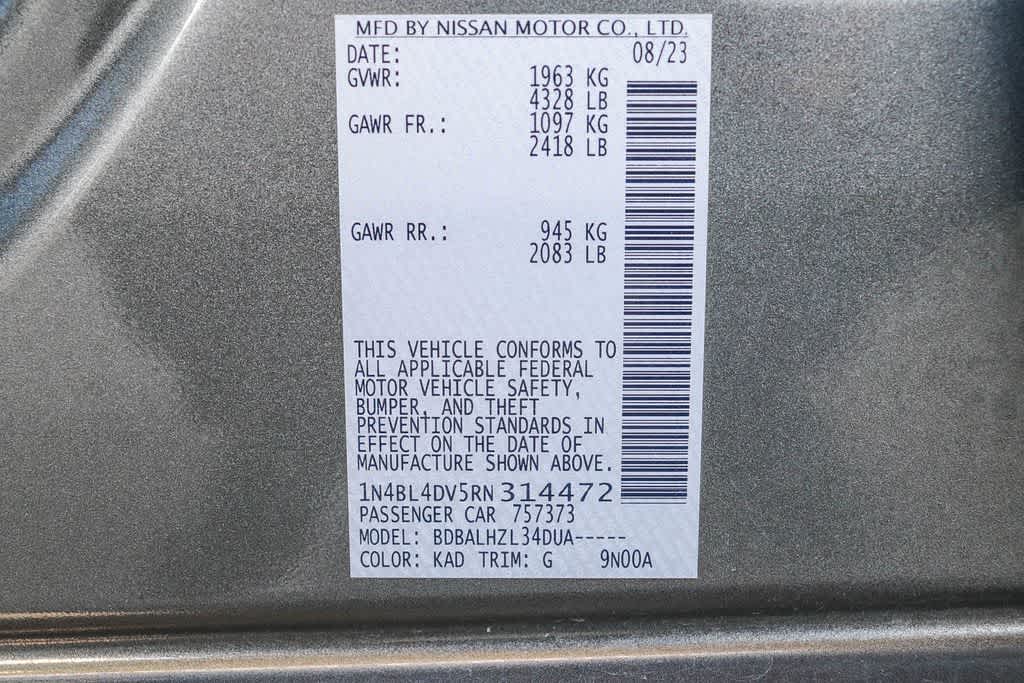 MFD BY NISSAN MOTOR CO., LTD.
DATE: 08/23
GVWR: 1963 KG
4328 LB
GAWR FR.: 1097 KG
2418 LB
GAWR RR.: 945 KG
2083 LB
THIS VEHICLE CONFORMS TO
ALL APPLICABLE FEDERAL
MOTOR VEHICLE SAFETY,
BUMPER, AND THEFT
PREVENTION STANDARDS IN
EFFECT ON THE DATE OF
MANUFACTURE SHOWN ABOVE.
1N4BL4DV5RN314472
PASSENGER CAR 757373
MODEL: BDBALHZL34DUA-----
COLOR: KAD TRIM: G 9N00A